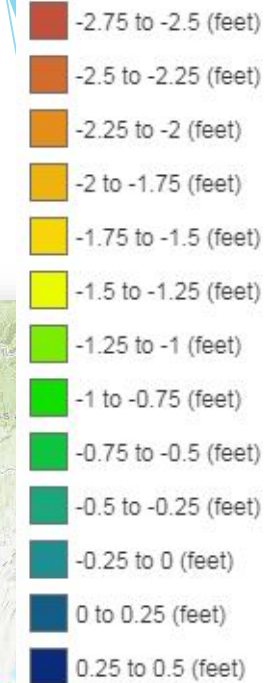 -2.75 to -2.5 (feet)
-2.5 to -2.25 (feet)
-2.25 to -2 (feet)
-2 to -1.75 (feet)
-1.75 to -1.5 (feet)
-1.5 to -1.25 (feet)
-1.25 to -1 (feet)
-1 to -0.75 (feet)
-0.75 to -0.5 (feet)
-0.5 to -0.25 (feet)
-0.25 to 0 (feet)
0 to 0.25 (feet)
0.25 to 0.5 (feet)